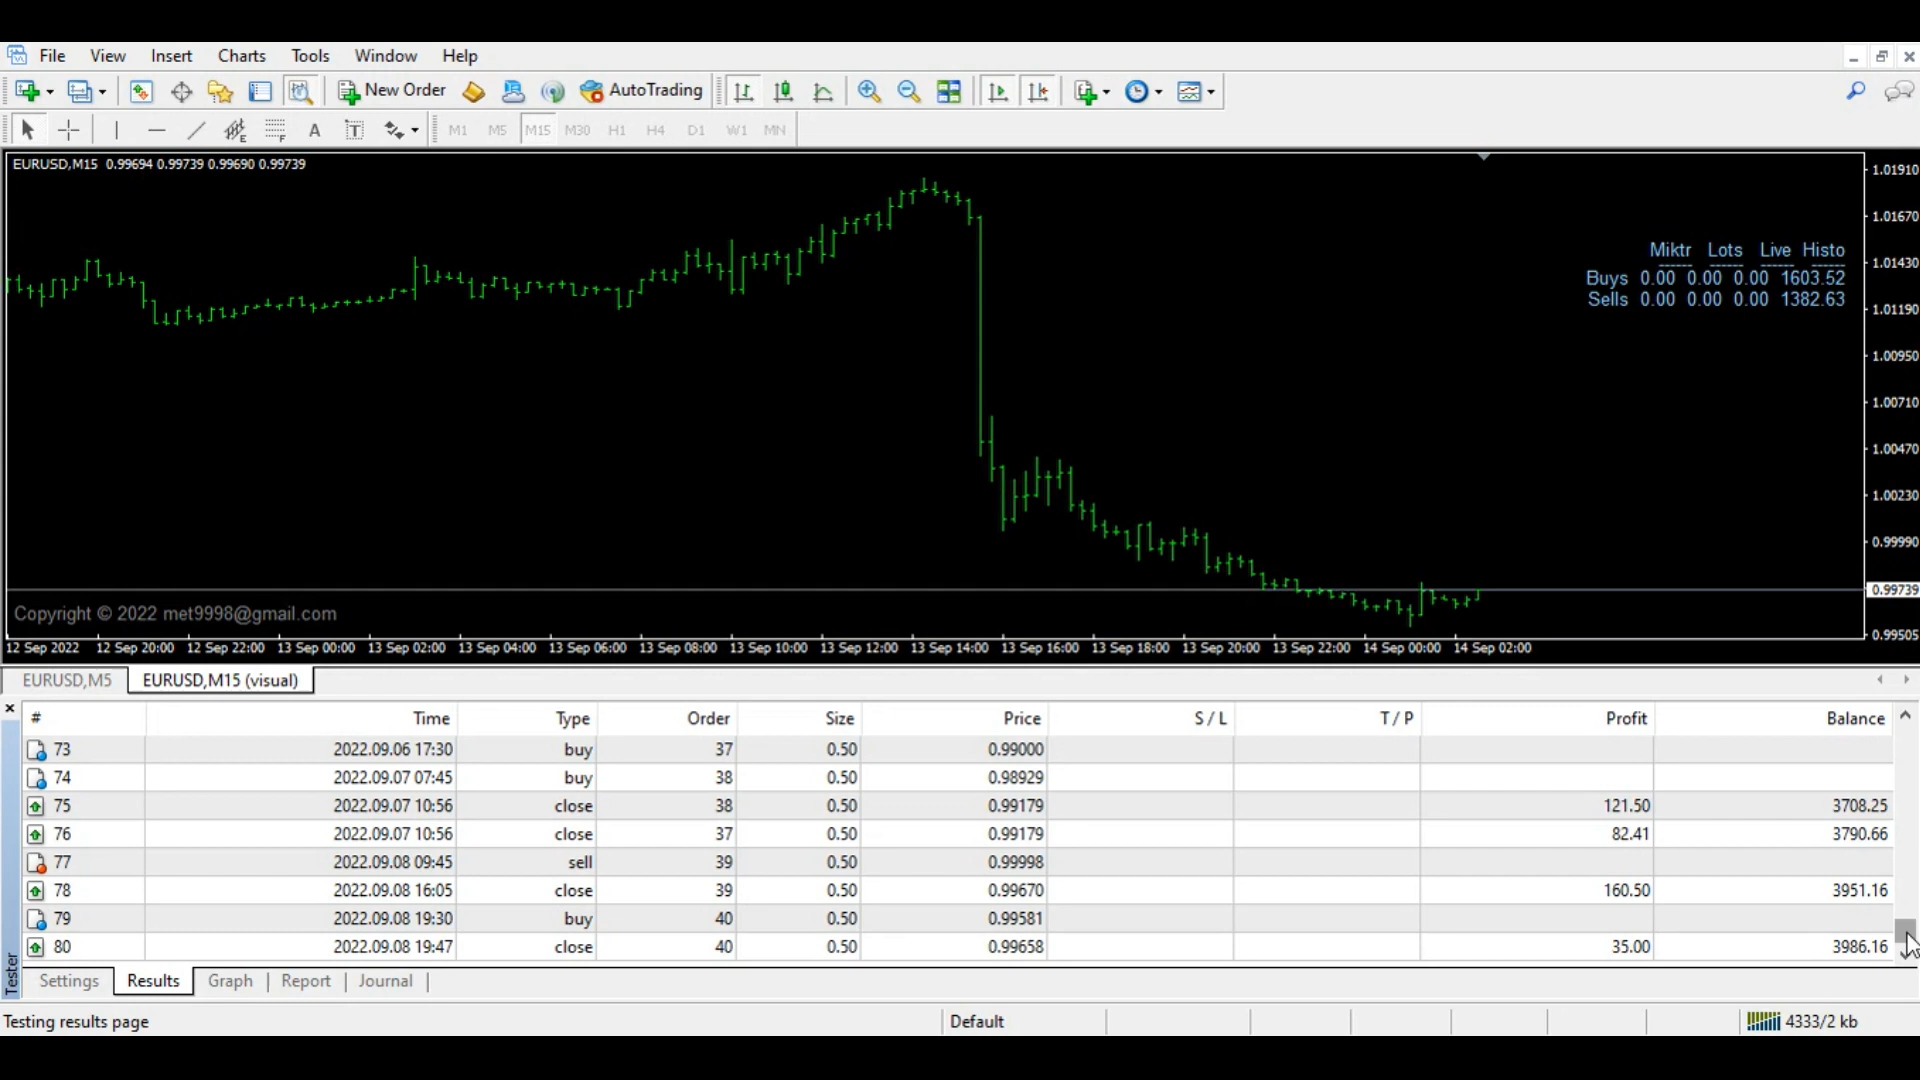 File View Insert Charts Tools Window Help
New Order AutoTrading
A T M1 M5 M15 M30 H1 H4 D1 W1 MN
EURUSD,M15 0.99694 0.99739 0.99690 0.99739
1.01910
1.01670
1.01430
1.01190
1.00950
1.00710
1.00470
1.00230
0.99990
0.99739
0.99505
Miktr Lots Live Histo
Buys 0.00 0.00 0.00 1603.52
Sells 0.00 0.00 0.00 1382.63
Copyright © 2022 met9998@gmail.com
12 Sep 2022 12 Sep 20:00 12 Sep 22:00 13 Sep 00:00 13 Sep 02:00 13 Sep 04:00 13 Sep 06:00 13 Sep 08:00 13 Sep 10:00 13 Sep 12:00 13 Sep 14:00 13 Sep 16:00 13 Sep 18:00 13 Sep 20:00 13 Sep 22:00 14 Sep 00:00 14 Sep 02:00
EURUSD,M5 EURUSD,M15 (visual)
# Time Type Order Size Price S / L T / P Profit Balance
73 2022.09.06 17:30 buy 37 0.50 0.99000
74 2022.09.07 07:45 buy 38 0.50 0.98929
75 2022.09.07 10:56 close 38 0.50 0.99179 121.50 3708.25
76 2022.09.07 10:56 close 37 0.50 0.99179 82.41 3790.66
77 2022.09.08 09:45 sell 39 0.50 0.99998
78 2022.09.08 16:05 close 39 0.50 0.99670 160.50 3951.16
79 2022.09.08 19:30 buy 40 0.50 0.99581
80 2022.09.08 19:47 close 40 0.50 0.99658 35.00 3986.16
Tester
Settings Results Graph Report Journal
Testing results page Default 4333/2 kb